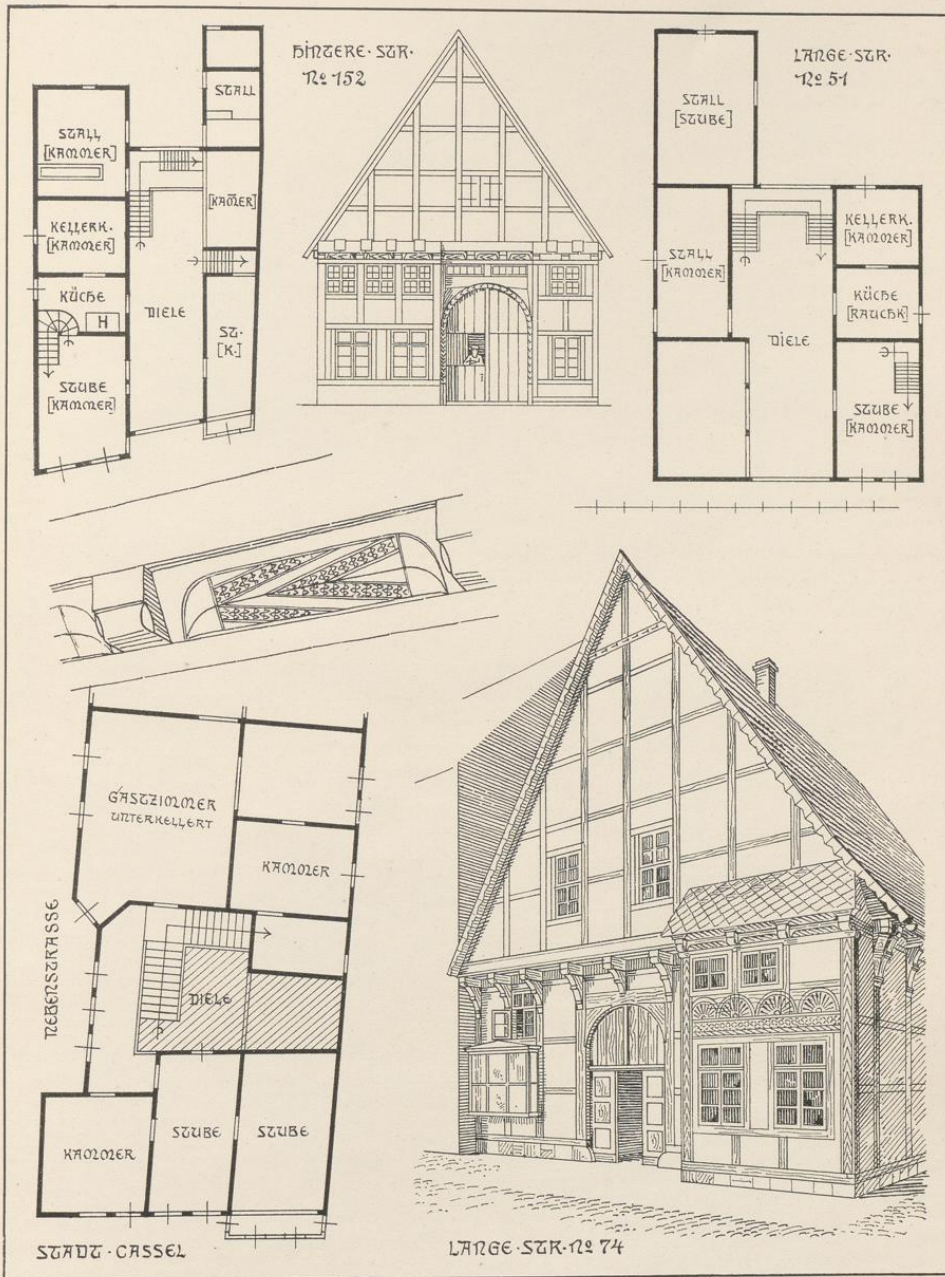 HINTERE · STR.
No 152
STALL
STALL
[KAMMER]
[KAM̄ER]
KELLERK.
[KAMMER]
KÜCHE
H
DIELE
ST.
[K.]
STUBE
[KAMMER]
LANGE · STR.
No 51
STALL
[STUBE]
STALL
[KAMMER]
KELLERK.
[KAMMER]
KÜCHE
[RAUCHK.]
DIELE
STUBE
[KAMMER]
GASTZIMMER
UNTERKELLERT
KAMMER
NEBENSTRASSE
DIELE
STUBE
STUBE
KAMMER
STADT · CASSEL
LANGE · STR. No 74